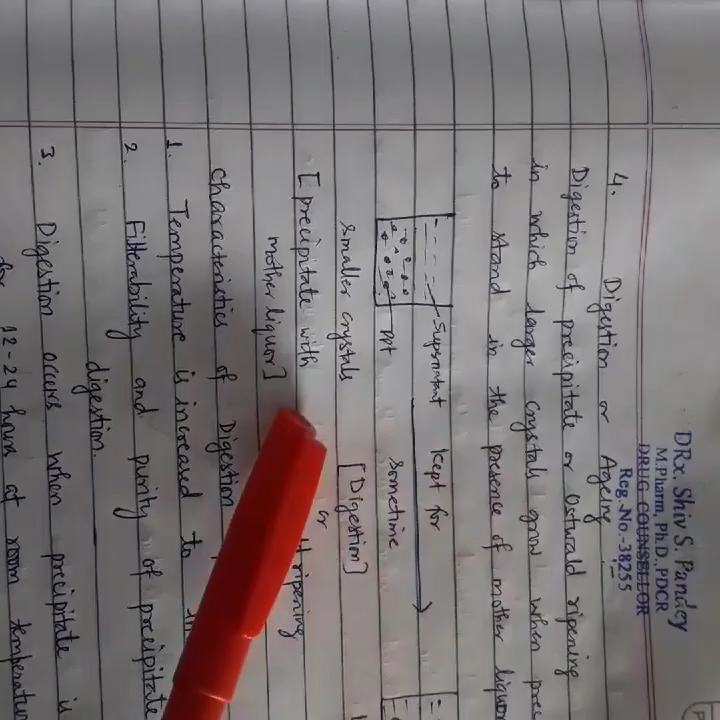 DRx. Shiv S. Pandey
M.Pharm, Ph.D., PDCR
DRUG COUNSELLOR
Reg. No.-38255
4. Digestion or Ageing
Digestion of precipitate or Ostwald ripening
in which larger crystals grow when
to stand in the presence of mother liquor
Supernatant Kept for
ppt sometime
smaller crystals [Digestion]
or
[precipitate with ripening
mother liquor]
Characteristics of Digestion
1. Temperature is increased to
2. Filterability and purity of precipitate
digestion.
3. Digestion occurs when precipitate is
for 12-24 hours at room temperature